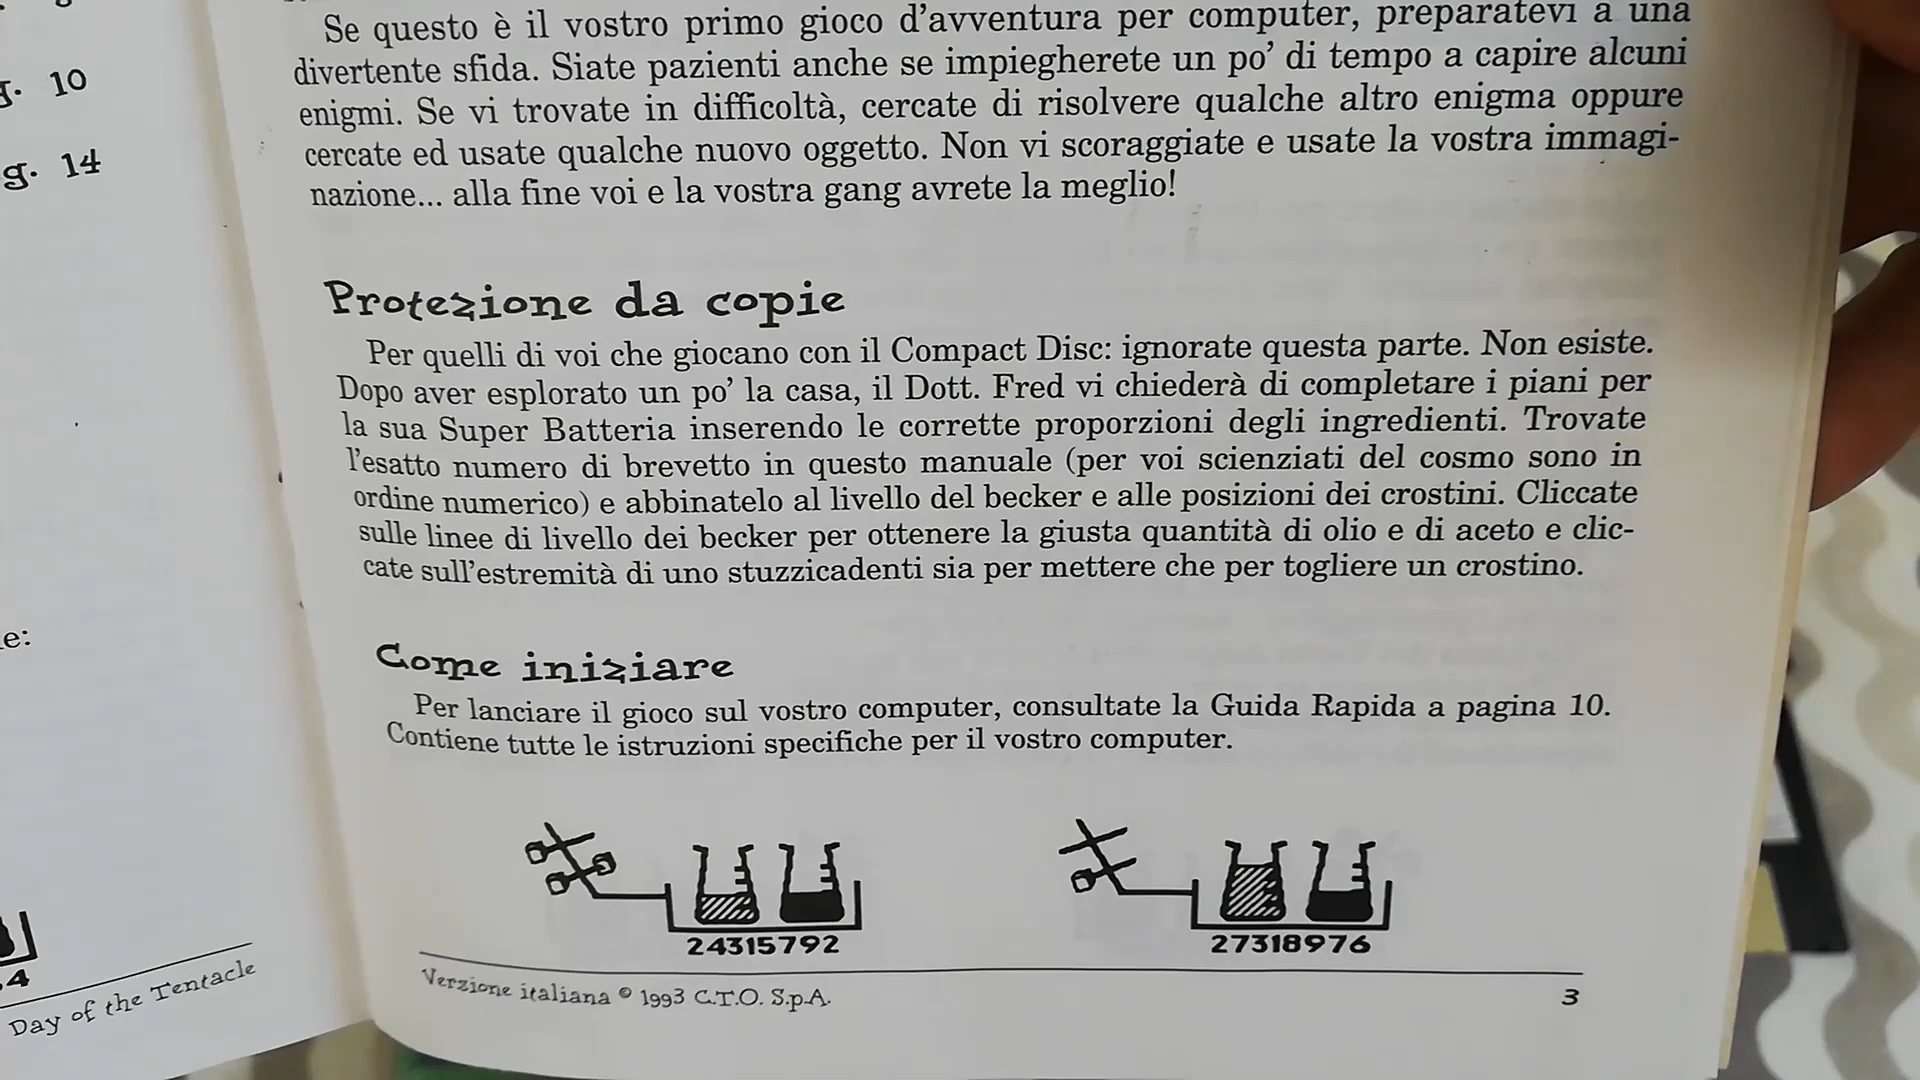 g. 10
g. 14
e:
4
Day of the Tentacle
Se questo è il vostro primo gioco d'avventura per computer, preparatevi a una
divertente sfida. Siate pazienti anche se impiegherete un po' di tempo a capire alcuni
enigmi. Se vi trovate in difficoltà, cercate di risolvere qualche altro enigma oppure
cercate ed usate qualche nuovo oggetto. Non vi scoraggiate e usate la vostra immagi-
nazione... alla fine voi e la vostra gang avrete la meglio!
Protezione da copie
Per quelli di voi che giocano con il Compact Disc: ignorate questa parte. Non esiste.
Dopo aver esplorato un po' la casa, il Dott. Fred vi chiederà di completare i piani per
la sua Super Batteria inserendo le corrette proporzioni degli ingredienti. Trovate
l'esatto numero di brevetto in questo manuale (per voi scienziati del cosmo sono in
ordine numerico) e abbinatelo al livello del becker e alle posizioni dei crostini. Cliccate
sulle linee di livello dei becker per ottenere la giusta quantità di olio e di aceto e clic-
cate sull'estremità di uno stuzzicadenti sia per mettere che per togliere un crostino.
Come iniziare
Per lanciare il gioco sul vostro computer, consultate la Guida Rapida a pagina 10.
Contiene tutte le istruzioni specifiche per il vostro computer.
24315792 27318976
Verzione italiana © 1993 C.T.O. S.p.A. 3